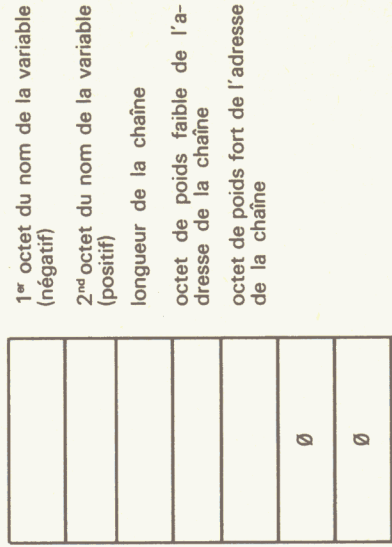 1er octet du nom de la variable
(négatif)
2nd octet du nom de la variable
(positif)
longueur de la chaîne
octet de poids faible de l'a-
dresse de la chaîne
octet de poids fort de l'adresse
de la chaîne
Ø
Ø